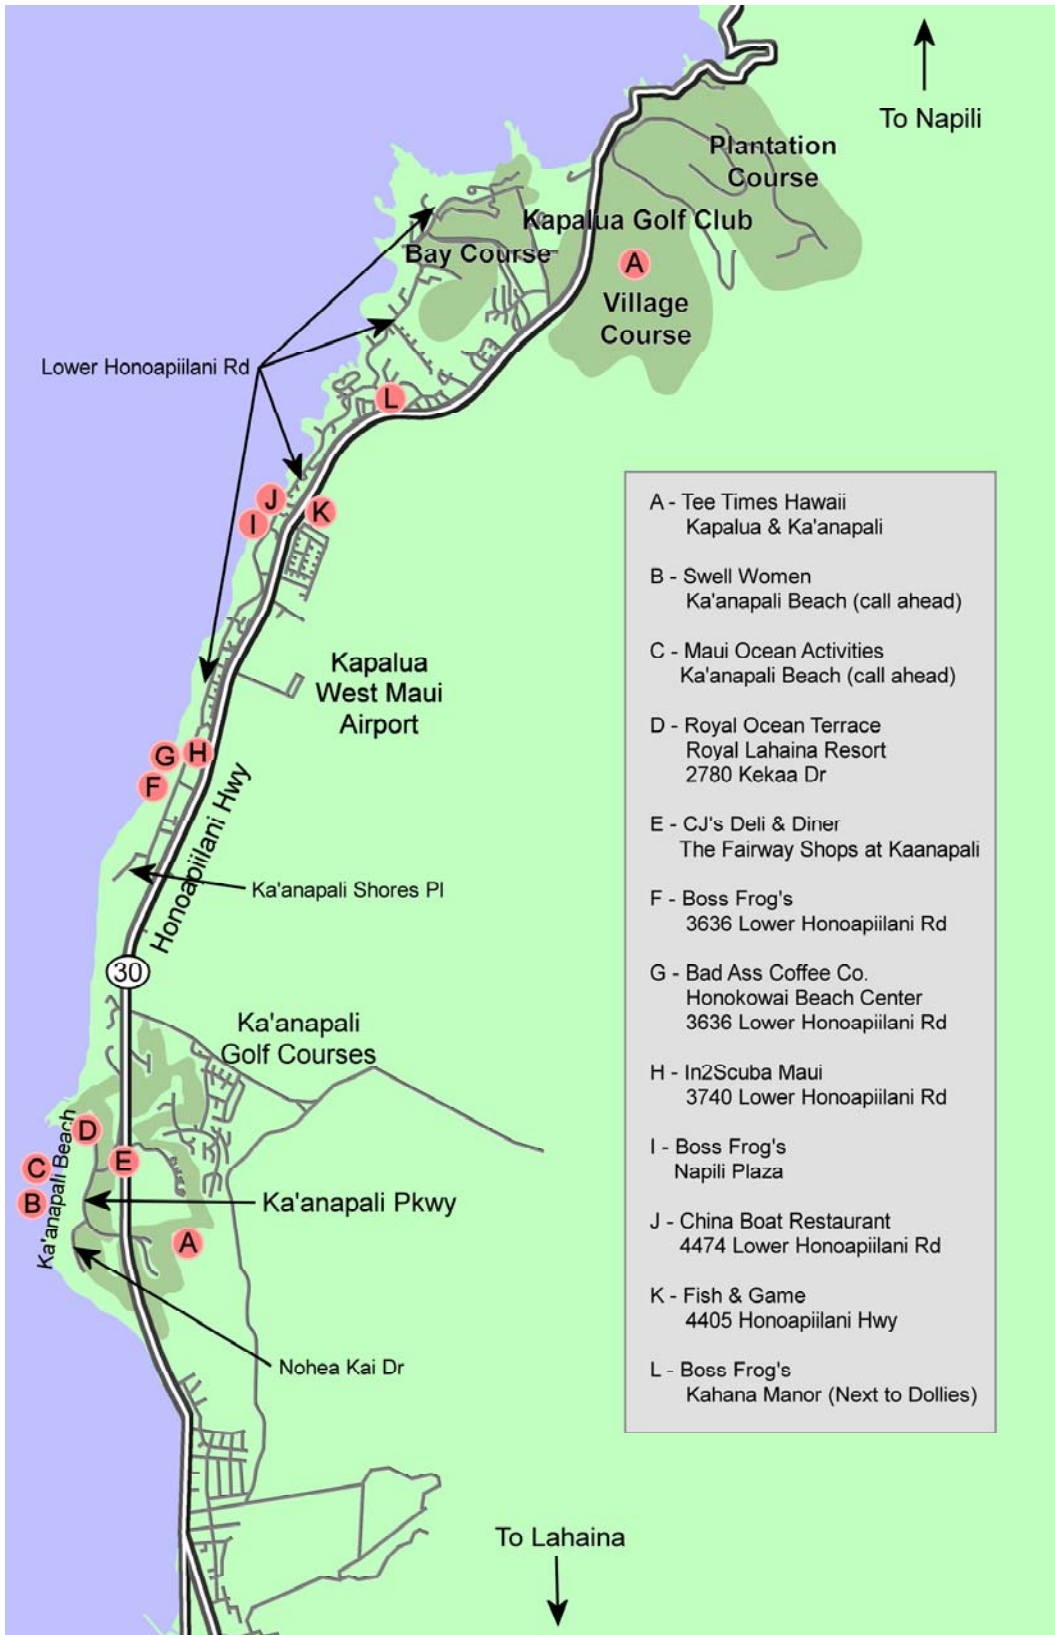 To Napili
Plantation
Course
Kapalua Golf Club
Bay Course
A
Village
Course
Lower Honoapiilani Rd
L
J
I
K
Kapalua
West Maui
Airport
G
H
F
Honoapiilani Hwy
Ka'anapali Shores Pl
30
Ka'anapali
Golf Courses
Ka'anapali Beach
D
E
C
B
Ka'anapali Pkwy
A
Nohea Kai Dr
To Lahaina
A - Tee Times Hawaii
Kapalua & Ka'anapali
B - Swell Women
Ka'anapali Beach (call ahead)
C - Maui Ocean Activities
Ka'anapali Beach (call ahead)
D - Royal Ocean Terrace
Royal Lahaina Resort
2780 Kekaa Dr
E - CJ's Deli & Diner
The Fairway Shops at Kaanapali
F - Boss Frog's
3636 Lower Honoapiilani Rd
G - Bad Ass Coffee Co.
Honokowai Beach Center
3636 Lower Honoapiilani Rd
H - In2Scuba Maui
3740 Lower Honoapiilani Rd
I - Boss Frog's
Napili Plaza
J - China Boat Restaurant
4474 Lower Honoapiilani Rd
K - Fish & Game
4405 Honoapiilani Hwy
L - Boss Frog's
Kahana Manor (Next to Dollies)